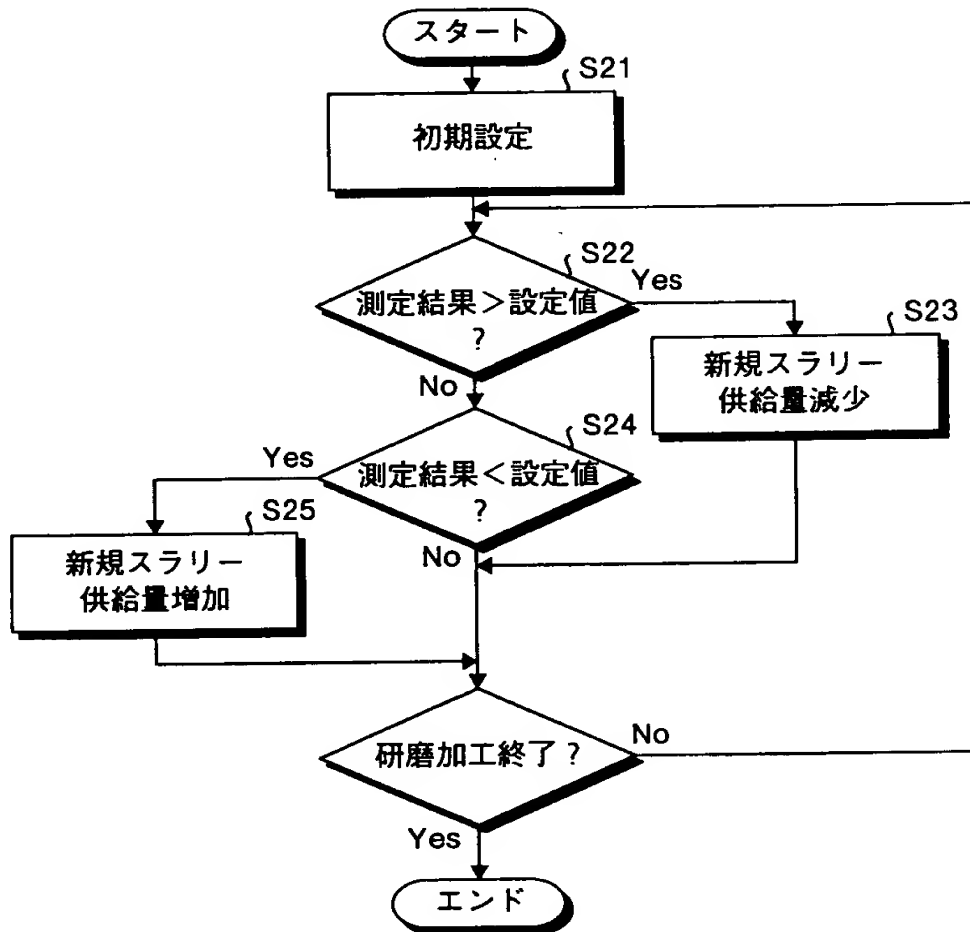 スタート
S21
初期設定
S22
測定結果>設定値
?
Yes
No
S23
新規スラリー
供給量減少
S24
測定結果<設定値
?
Yes
No
S25
新規スラリー
供給量増加
研磨加工終了?
No
Yes
エンド